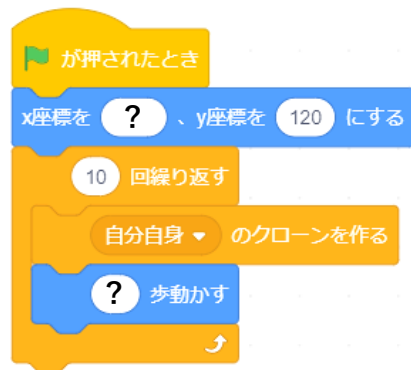 が押されたとき
x座標を ? 、y座標を 120 にする
10 回繰り返す
自分自身 のクローンを作る
? 歩動かす